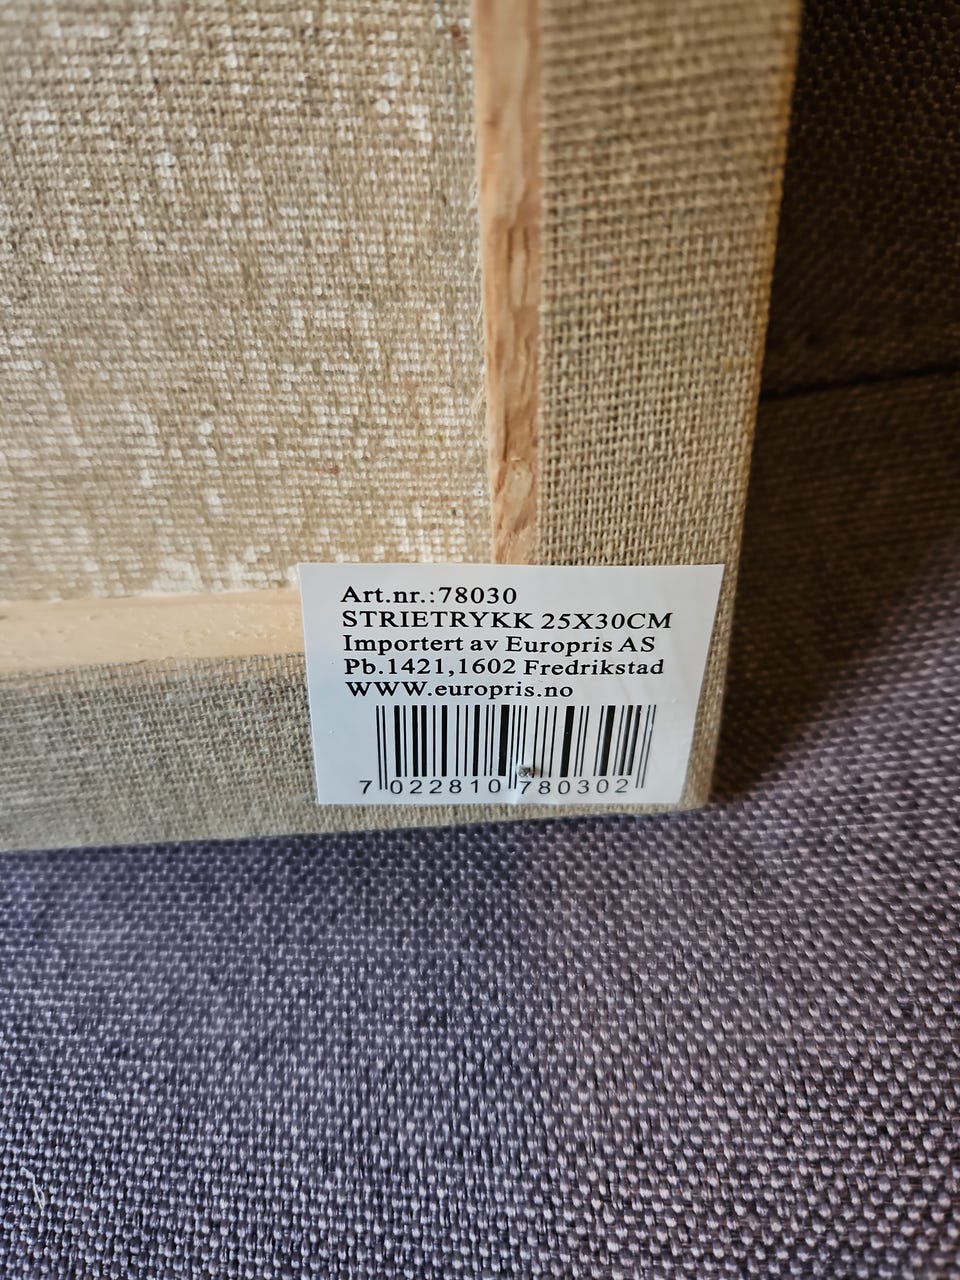 Art.nr.:78030
STRIETRYKK 25X30CM
Importert av Europris AS
Pb.1421,1602 Fredrikstad
WWW.europris.no
7 022810 780302